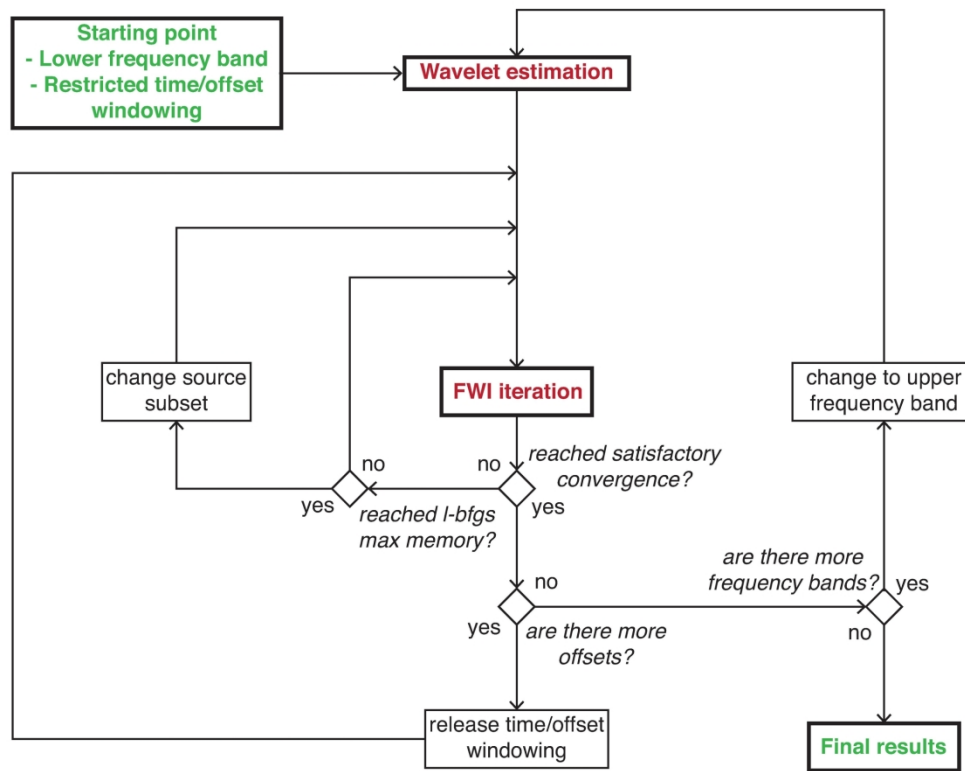 Starting point
- Lower frequency band
- Restricted time/offset
windowing
Wavelet estimation
change source
subset
FWI iteration
change to upper
frequency band
no
no
reached satisfactory
convergence?
yes
yes
reached l-bfgs
max memory?
are there more
frequency bands?
yes
no
no
yes
are there more
offsets?
release time/offset
windowing
Final results